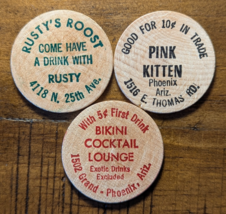 RUSTY'S ROOST
COME HAVE
A DRINK WITH
RUSTY
4118 N. 25th Ave.
GOOD FOR 10¢ IN TRADE
PINK
KITTEN
Phoenix
Ariz.
1516 E. THOMAS RD.
With 5¢ First Drink
BIKINI
COCKTAIL
LOUNGE
Exotic Drinks
Excluded
1502 Grand - Phoenix, Ariz.